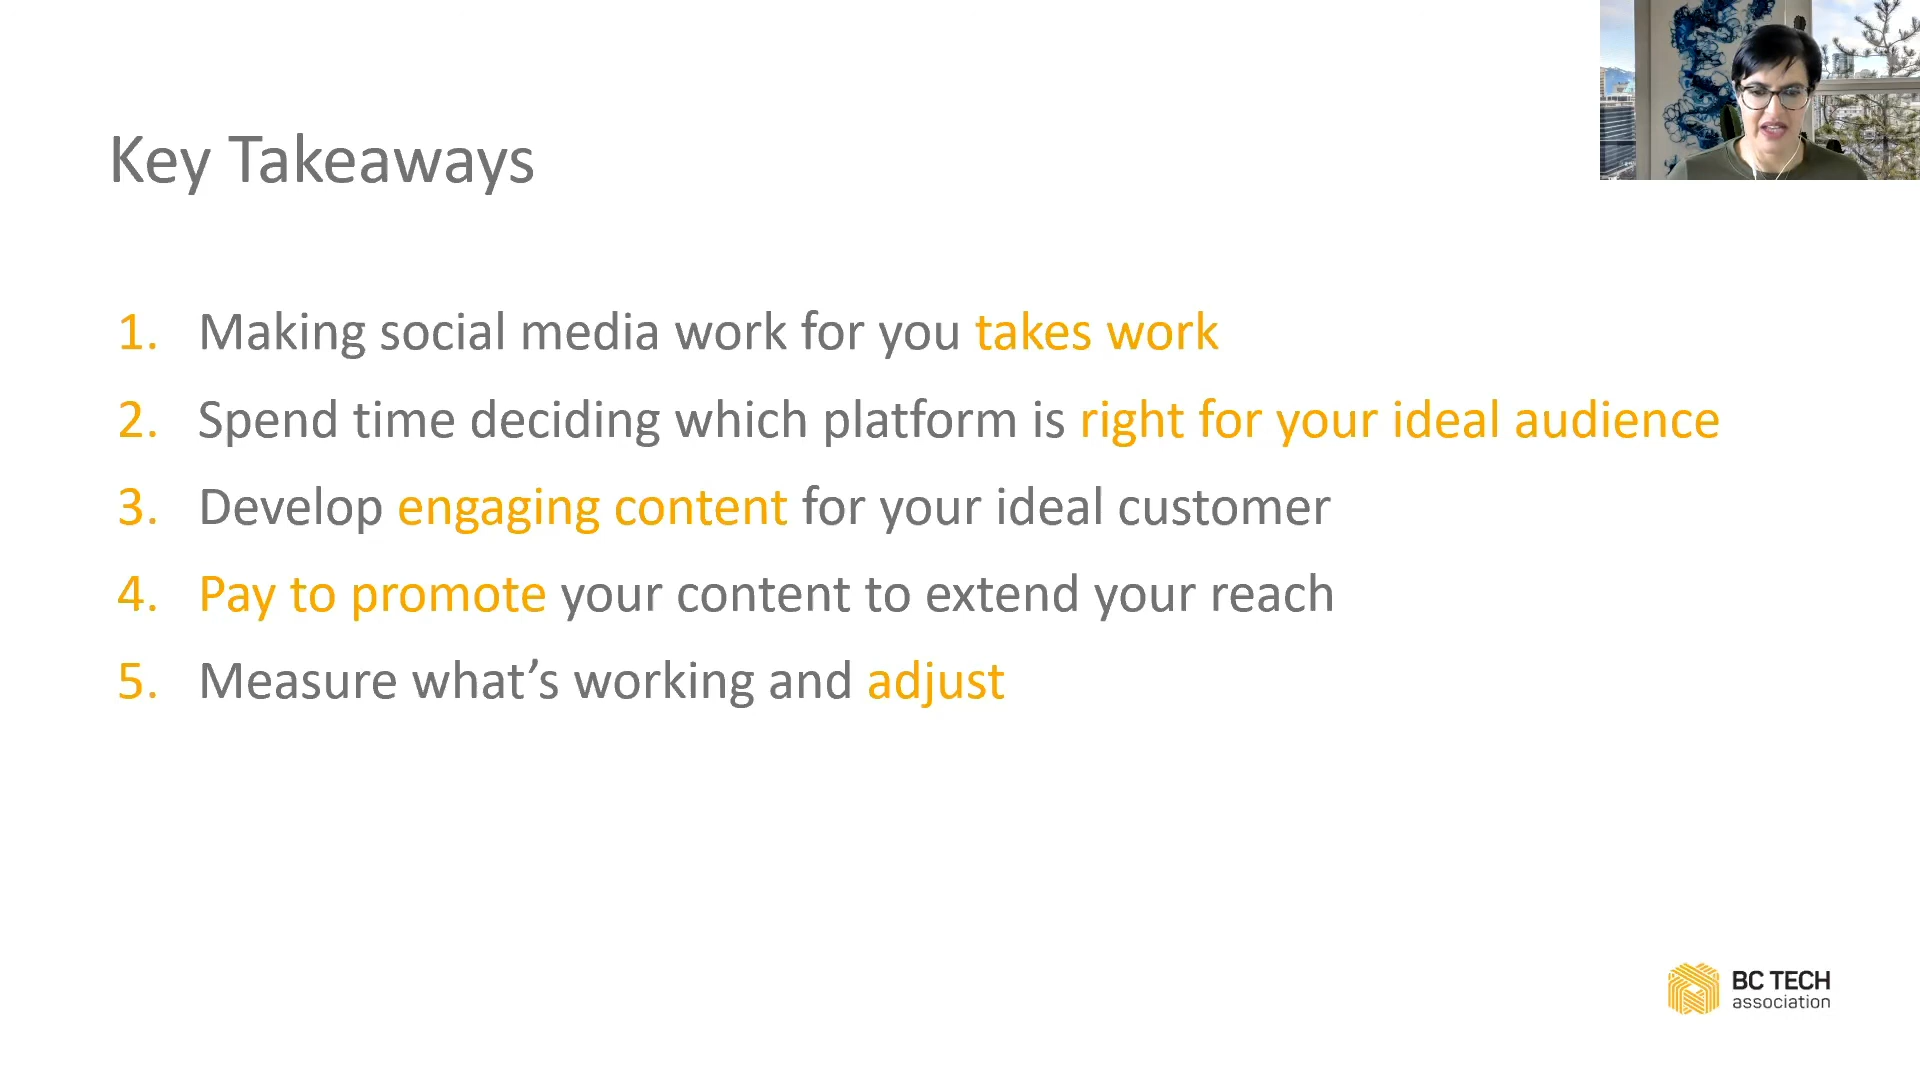 Key Takeaways
1. Making social media work for you takes work
2. Spend time deciding which platform is right for your ideal audience
3. Develop engaging content for your ideal customer
4. Pay to promote your content to extend your reach
5. Measure what’s working and adjust
BC TECH
association